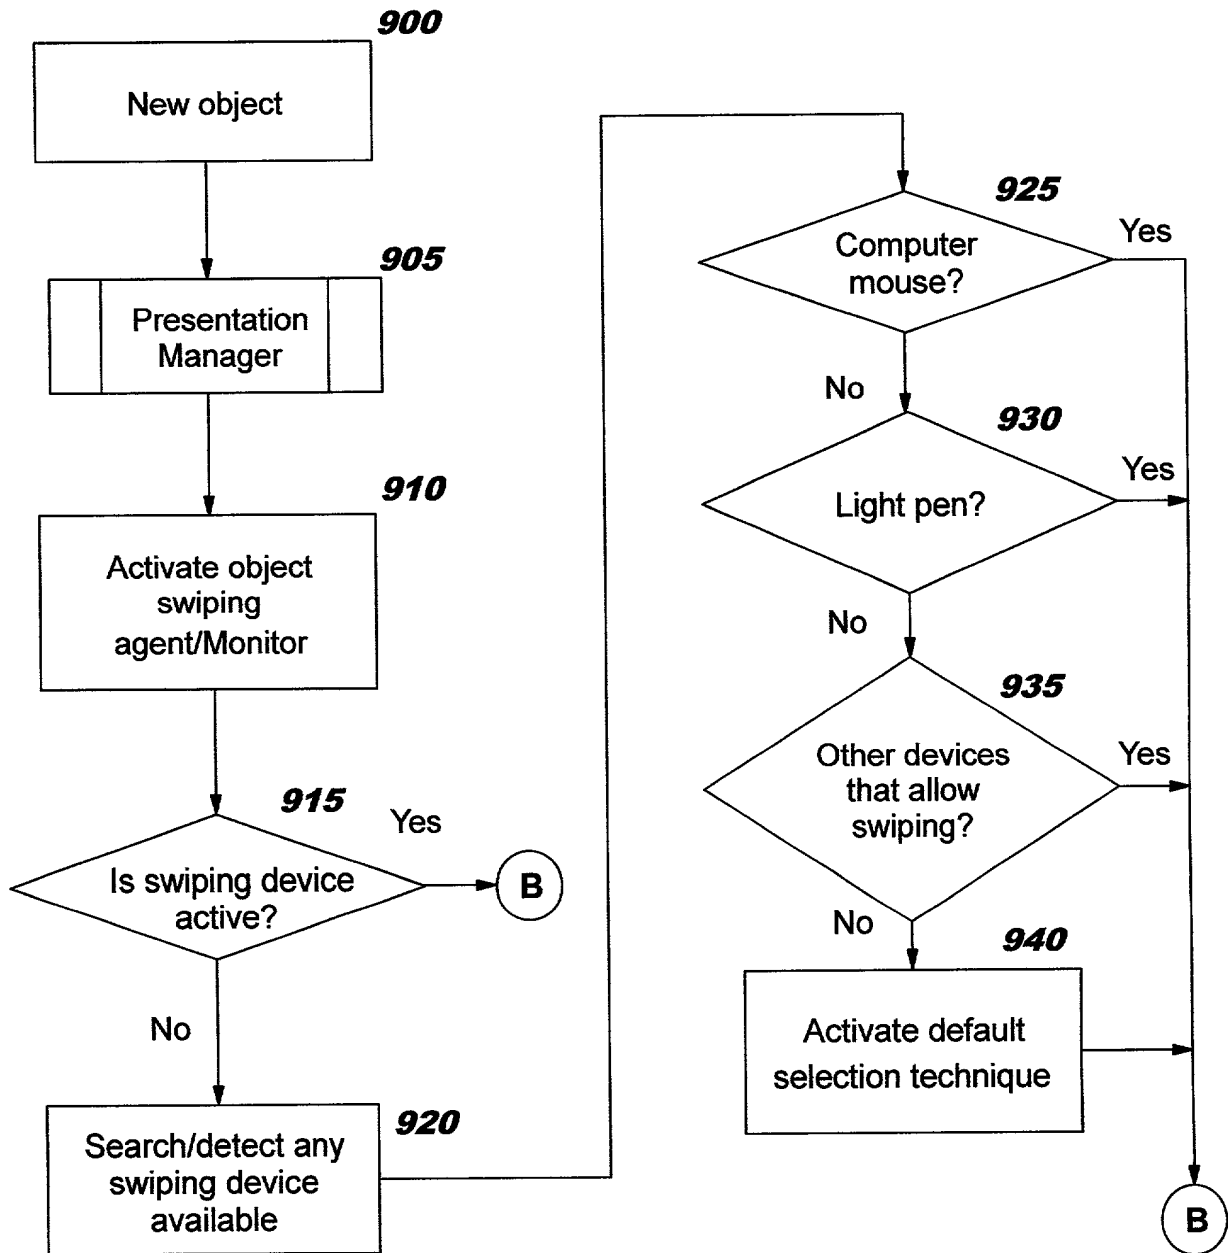 900
New object
905
Presentation
Manager
910
Activate object
swiping
agent/Monitor
915
Yes
Is swiping device
active?
B
No
920
Search/detect any
swiping device
available
925
Computer
mouse?
Yes
No
930
Light pen?
Yes
No
935
Other devices
that allow
swiping?
Yes
No
940
Activate default
selection technique
B